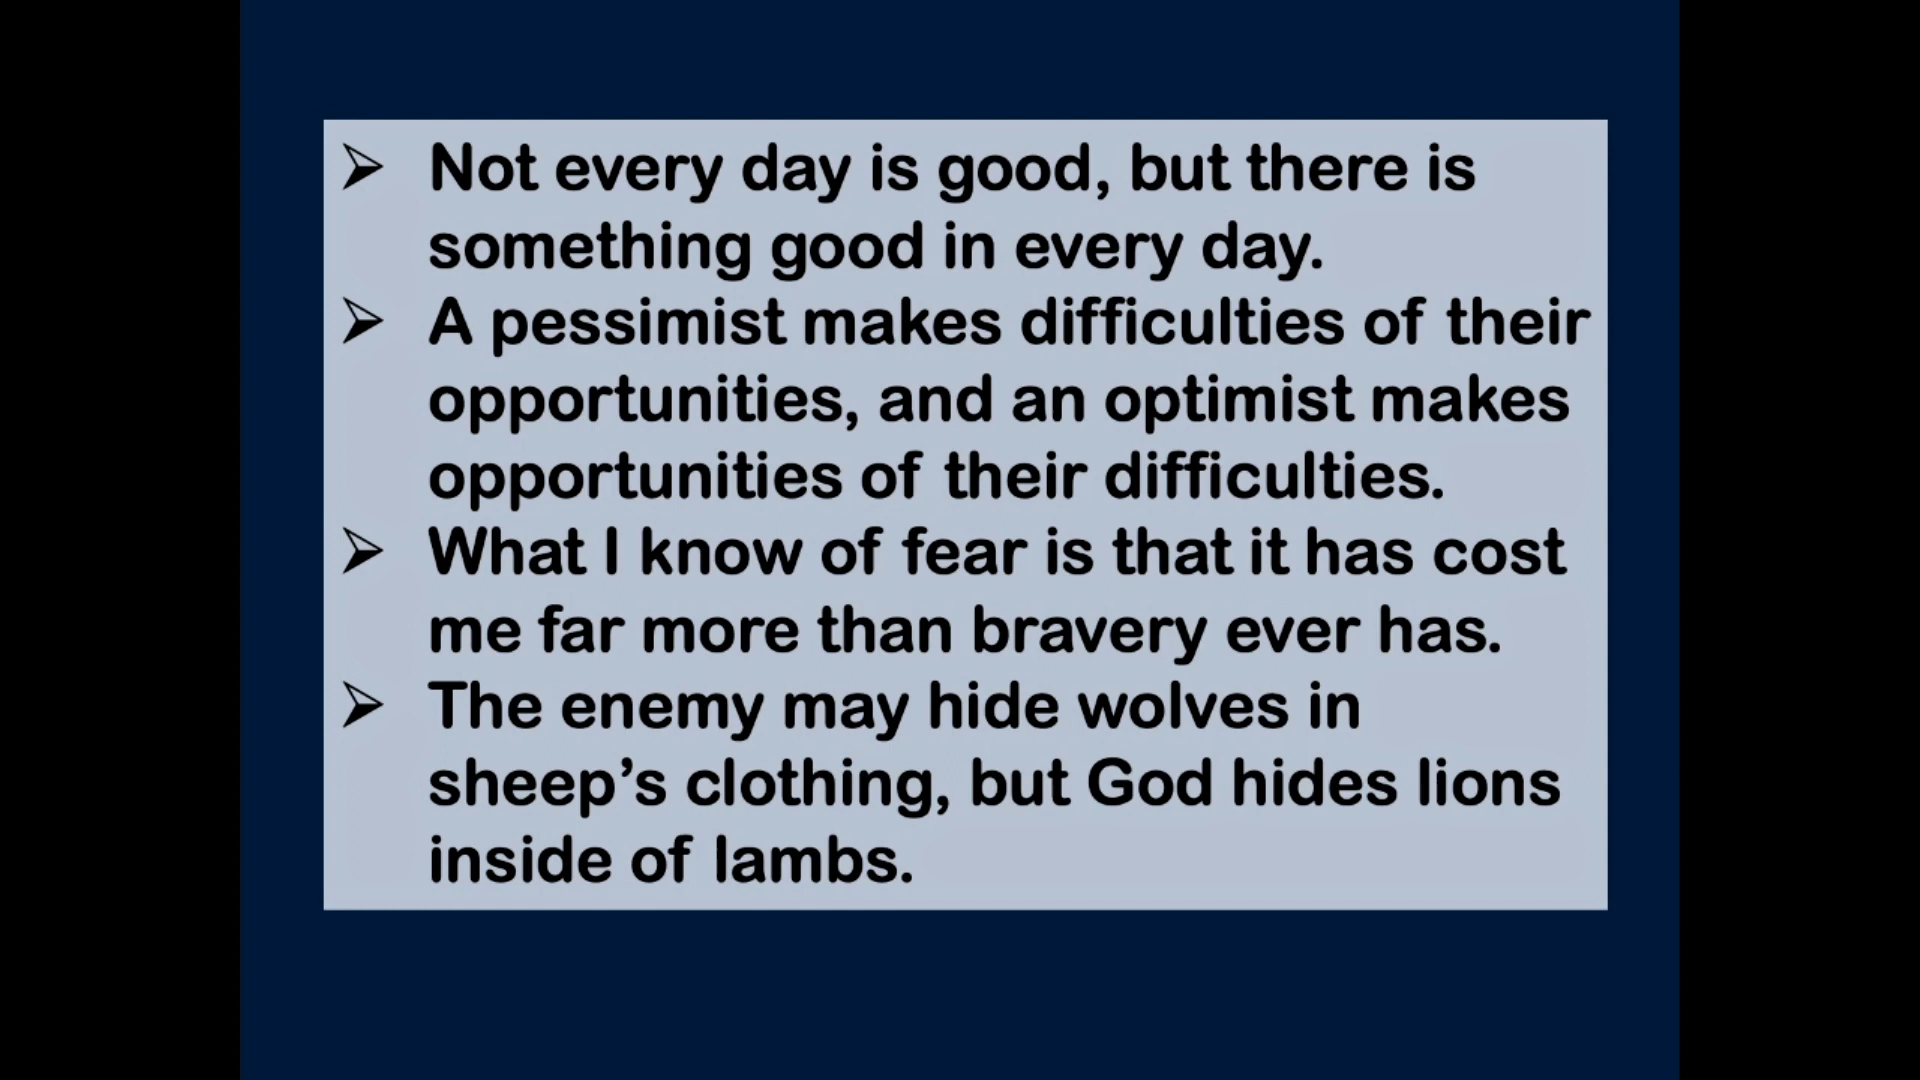 ➢ Not every day is good, but there is
something good in every day.
➢ A pessimist makes difficulties of their
opportunities, and an optimist makes
opportunities of their difficulties.
➢ What I know of fear is that it has cost
me far more than bravery ever has.
➢ The enemy may hide wolves in
sheep’s clothing, but God hides lions
inside of lambs.